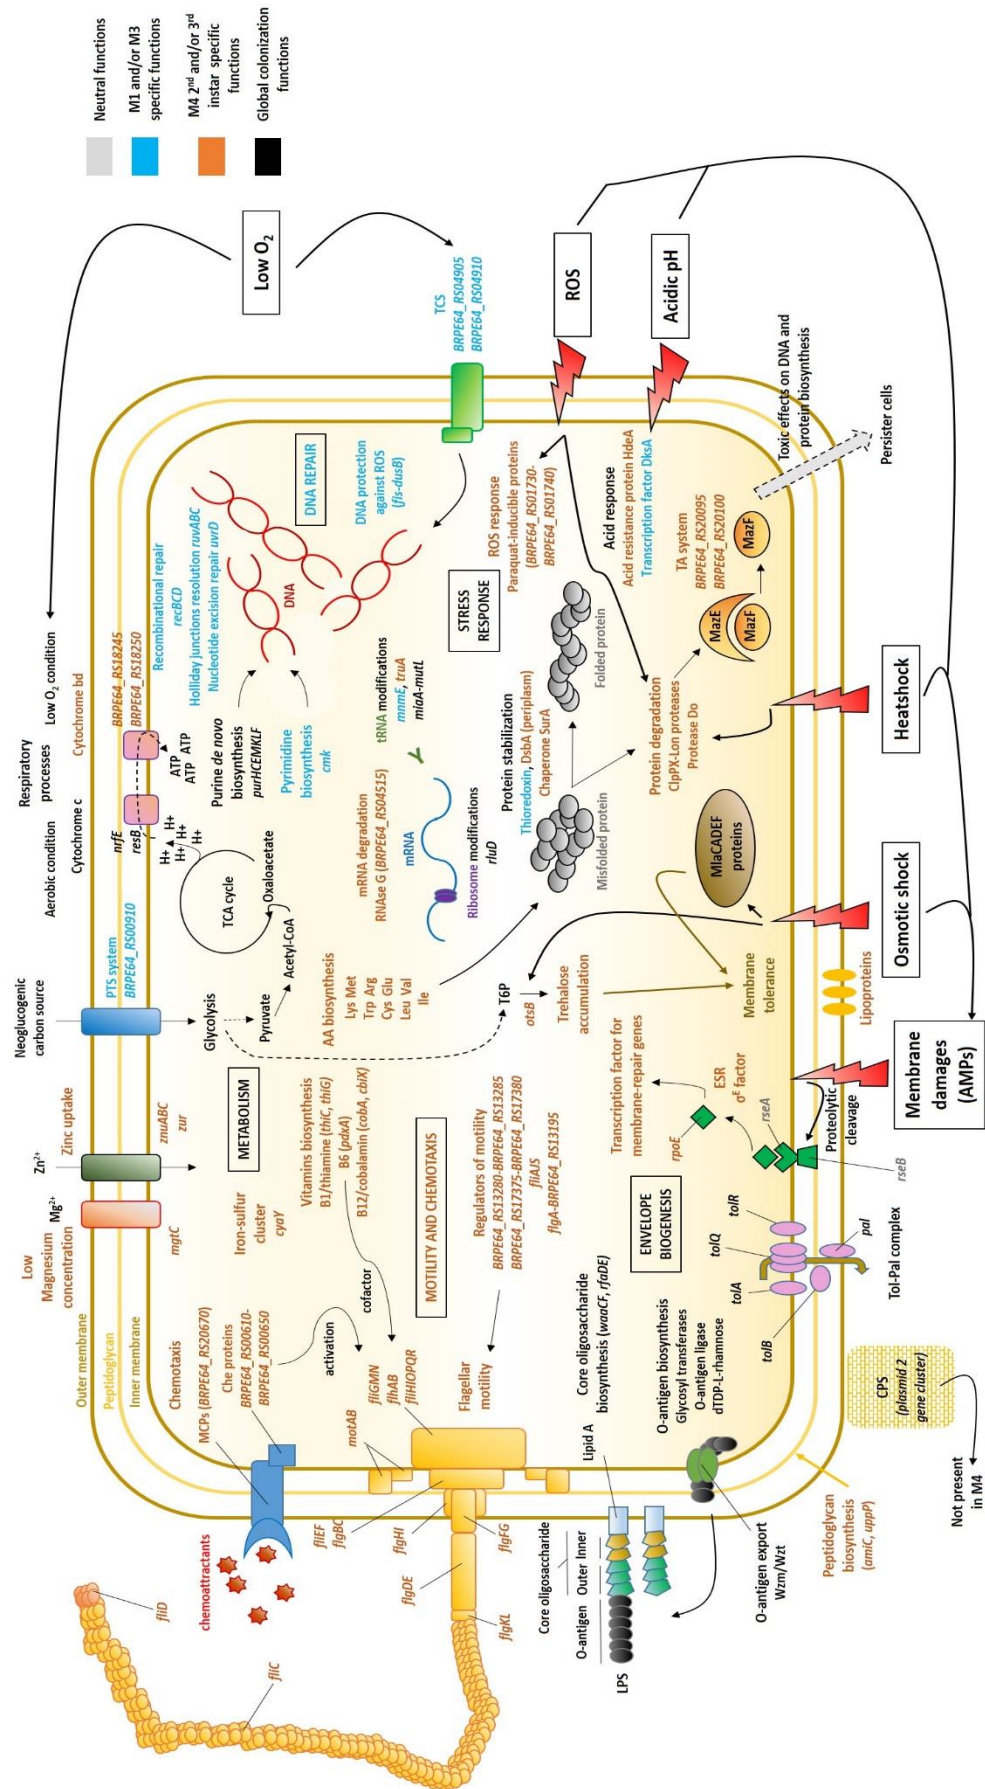 Neutral functions
M1 and/or M3
specific functions
M4 2nd and/or 3rd
instar specific
functions
Global colonization
functions
Low O2
Low
Magnesium
concentration
Mg2+
mgtC
Zn2+
Zinc uptake
znuABC
zur
Neoglucogenic
carbon source
PTS system
BRPE64_RS00910
Respiratory
processes
Aerobic condition
Low O2 condition
Cytochrome c
Cytochrome bd
nrfE
resB
BRPE64_RS18245
BRPE64_RS18250
H+
H+
H+
H+
H+
ATP
ATP
ATP
Outer membrane
Peptidoglycan
Inner membrane
TCS
BRPE64_RS04905
BRPE64_RS04910
METABOLISM
Glycolysis
Pyruvate
Acetyl-CoA
TCA cycle
Oxaloacetate
Iron-sulfur
cluster
cyaY
Vitamins biosynthesis
B1/thiamine (thiC, thiG)
B6 (pdxA)
B12/cobalamin (cobA, cbiX)
cofactor
AA biosynthesis
Lys Met
Trp Arg
Cys Glu
Leu Val
Ile
Purine de novo
biosynthesis
purHCEMKLF
Pyrimidine
biosynthesis
cmk
Recombinational repair
recBCD
Holliday junctions resolution ruvABC
Nucleotide excision repair uvrD
DNA REPAIR
DNA
DNA protection
against ROS
(fis-dusB)
tRNA modifications
mnmE, truA
miaA-mutL
mRNA degradation
RNAse G (BRPE64_RS04515)
mRNA
Ribosome modifications
rluD
Chemotaxis
MCPs (BRPE64_RS20670)
Che proteins
BRPE64_RS00610-
BRPE64_RS00650
activation
chemoattractants
fliD
fliC
MOTILITY AND CHEMOTAXIS
motAB
fliGMN
flhAB
fliHIOPQR
fliEF
flgBC
flgHI
flgDE
flgFG
flgKL
Flagellar
motility
Regulators of motility
BRPE64_RS13280-BRPE64_RS13285
BRPE64_RS17375-BRPE64_RS17380
fliAJS
flgA-BRPE64_RS13195
STRESS
RESPONSE
ROS response
Paraquat-inducible proteins
(BRPE64_RS01730-
BRPE64_RS01740)
ROS
Acidic pH
Acid response
Acid resistance protein HdeA
Transcription factor DksA
Protein stabilization
Thioredoxin, DsbA (periplasm)
Chaperone SurA
Misfolded protein
Folded protein
Protein degradation
ClpPX-Lon proteases
Protease Do
TA system
BRPE64_RS20095
BRPE64_RS20100
MazE
MazF
MazF
Toxic effects on DNA and
protein biosynthesis
Persister cells
T6P
otsB
Trehalose
accumulation
Membrane
tolerance
MlaCADEF
proteins
Heatshock
Osmotic shock
Membrane
damages
(AMPs)
Lipoproteins
Transcription factor for
membrane-repair genes
rpoE
ESR
σE factor
rseA
rseB
Proteolytic
cleavage
ENVELOPE
BIOGENESIS
Core oligosaccharide
biosynthesis (waaCF, rfaDE)
O-antigen biosynthesis
Glycosyl transferases
O-antigen ligase
dTDP-L-rhamnose
Lipid A
Core oligosaccharide
Outer Inner
O-antigen
LPS
O-antigen export
Wzm/Wzt
Peptidoglycan
biosynthesis
(amiC, uppP)
tolA
tolQ
tolR
tolB
pal
Tol-Pal complex
CPS
(plasmid 2
gene cluster)
Not present
in M4